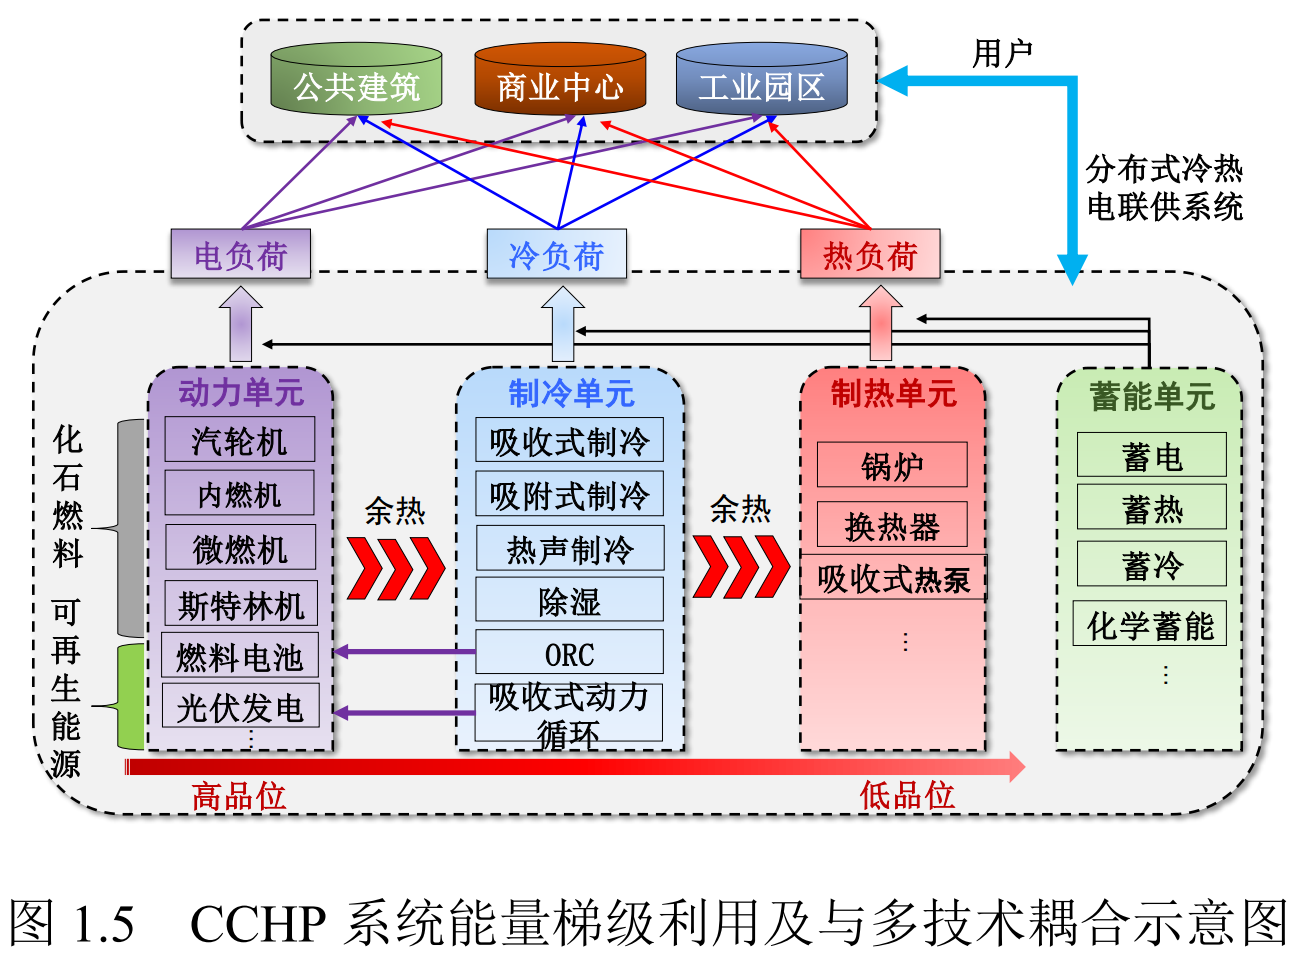 公共建筑
商业中心
工业园区
用户
分布式冷热
电联供系统
电负荷
冷负荷
热负荷
动力单元
制冷单元
制热单元
蓄能单元
化石燃料
可再生能源
汽轮机
内燃机
微燃机
斯特林机
燃料电池
光伏发电
…
余热
吸收式制冷
吸附式制冷
热声制冷
除湿
ORC
吸收式动力
循环
余热
锅炉
换热器
吸收式热泵
…
蓄电
蓄热
蓄冷
化学蓄能
…
高品位
低品位
图 1.5 CCHP 系统能量梯级利用及与多技术耦合示意图